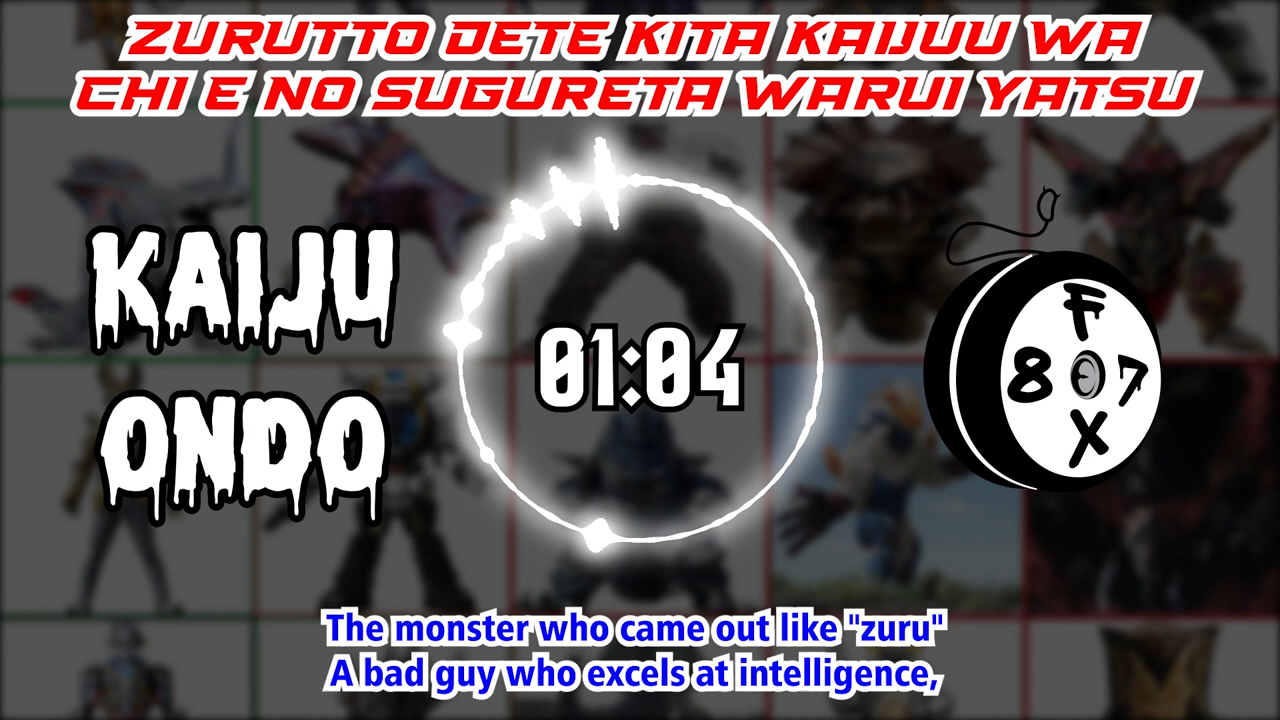 ZURUTTO DETE KITA KAIJUU WA
CHI E NO SUGURETA WARUI YATSU
KAIJU
ONDO
01:04
F
8 7
X
The monster who came out like "zuru"
A bad guy who excels at intelligence,